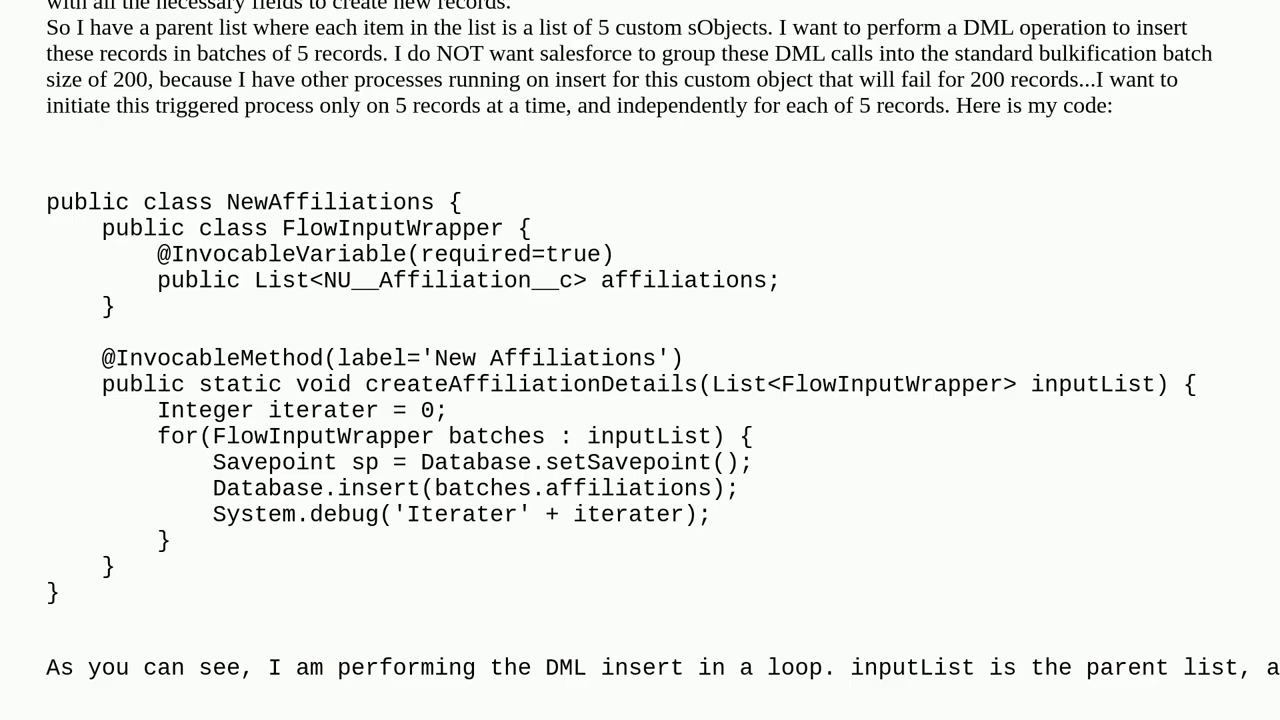 with all the necessary fields to create new records.
So I have a parent list where each item in the list is a list of 5 custom sObjects. I want to perform a DML operation to insert
these records in batches of 5 records. I do NOT want salesforce to group these DML calls into the standard bulkification batch
size of 200, because I have other processes running on insert for this custom object that will fail for 200 records...I want to
initiate this triggered process only on 5 records at a time, and independently for each of 5 records. Here is my code:
public class NewAffiliations {
    public class FlowInputWrapper {
        @InvocableVariable(required=true)
        public List<NU__Affiliation__c> affiliations;
    }
    @InvocableMethod(label='New Affiliations')
    public static void createAffiliationDetails(List<FlowInputWrapper> inputList) {
        Integer iterater = 0;
        for(FlowInputWrapper batches : inputList) {
            Savepoint sp = Database.setSavepoint();
            Database.insert(batches.affiliations);
            System.debug('Iterater' + iterater);
        }
    }
}
As you can see, I am performing the DML insert in a loop. inputList is the parent list, a